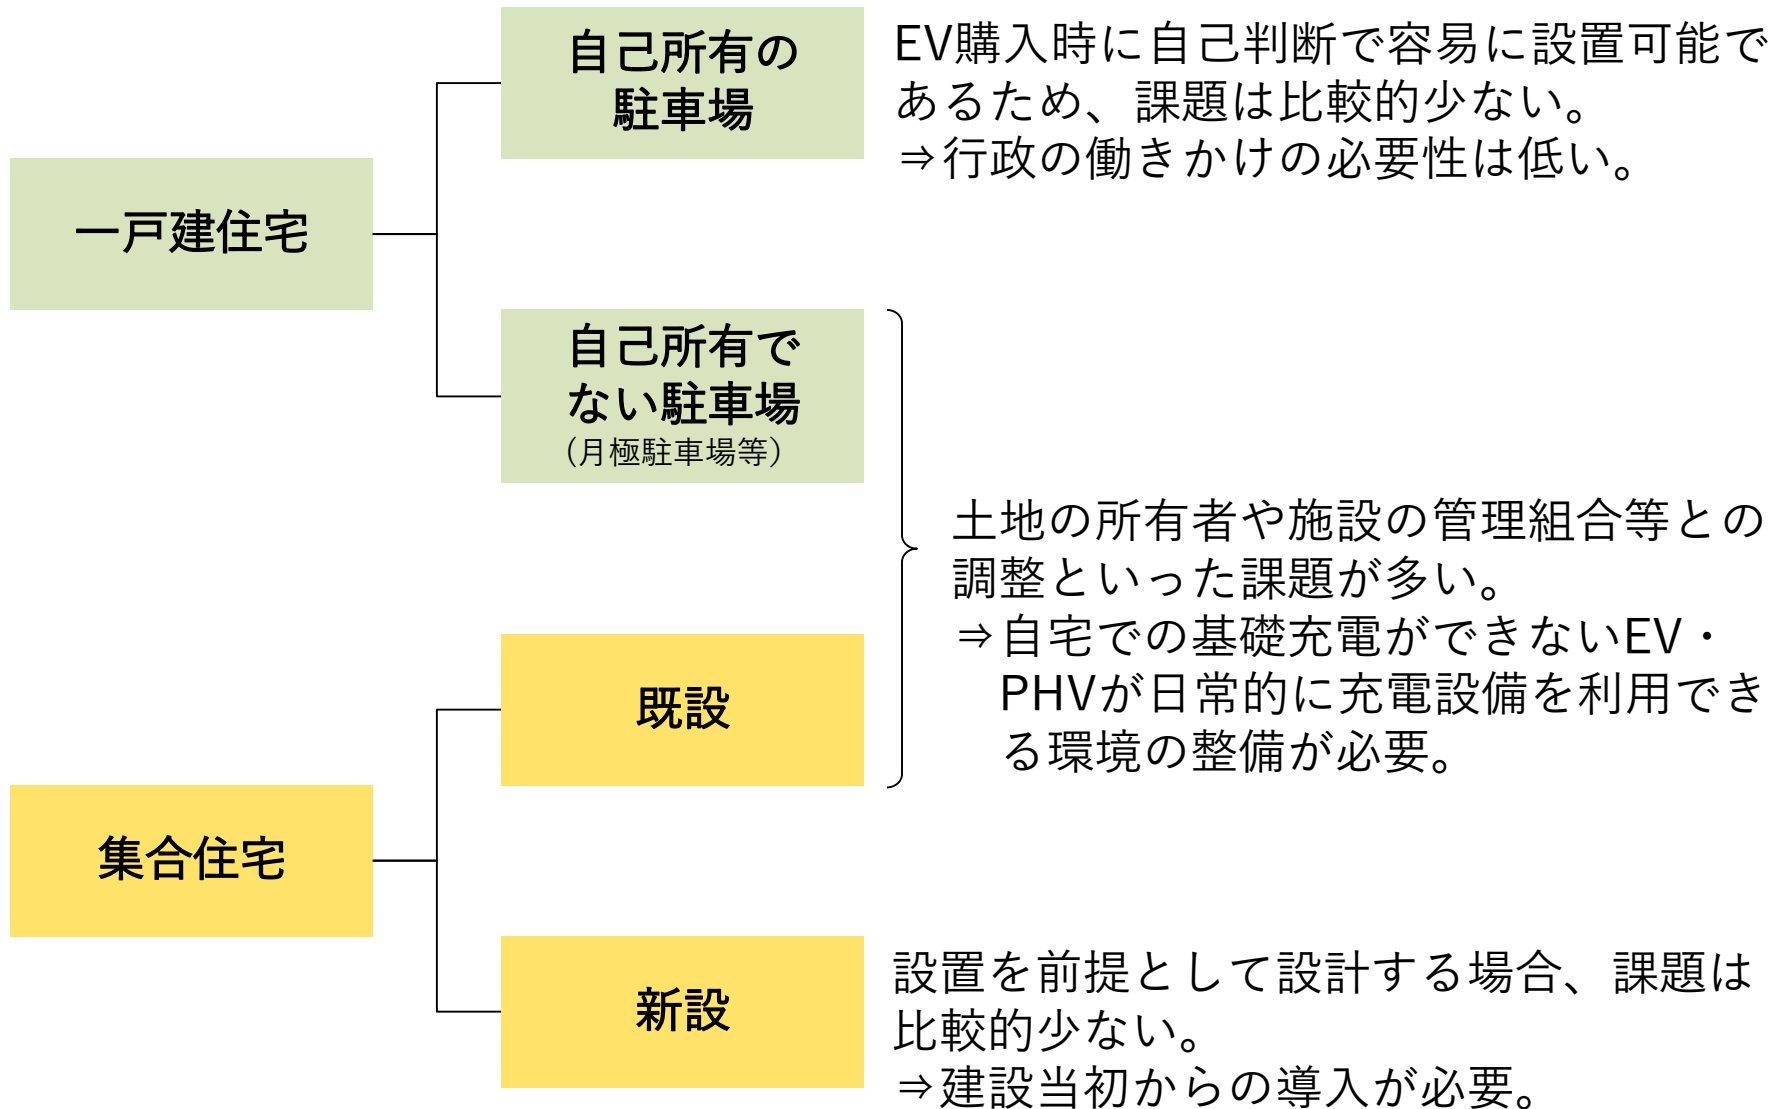 自己所有の
駐車場
EV購入時に自己判断で容易に設置可能で
あるため、課題は比較的少ない。
⇒行政の働きかけの必要性は低い。
一戸建住宅
自己所有で
ない駐車場
（月極駐車場等）
土地の所有者や施設の管理組合等との
調整といった課題が多い。
⇒自宅での基礎充電ができないEV・
PHVが日常的に充電設備を利用でき
る環境の整備が必要。
既設
集合住宅
新設
設置を前提として設計する場合、課題は
比較的少ない。
⇒建設当初からの導入が必要。